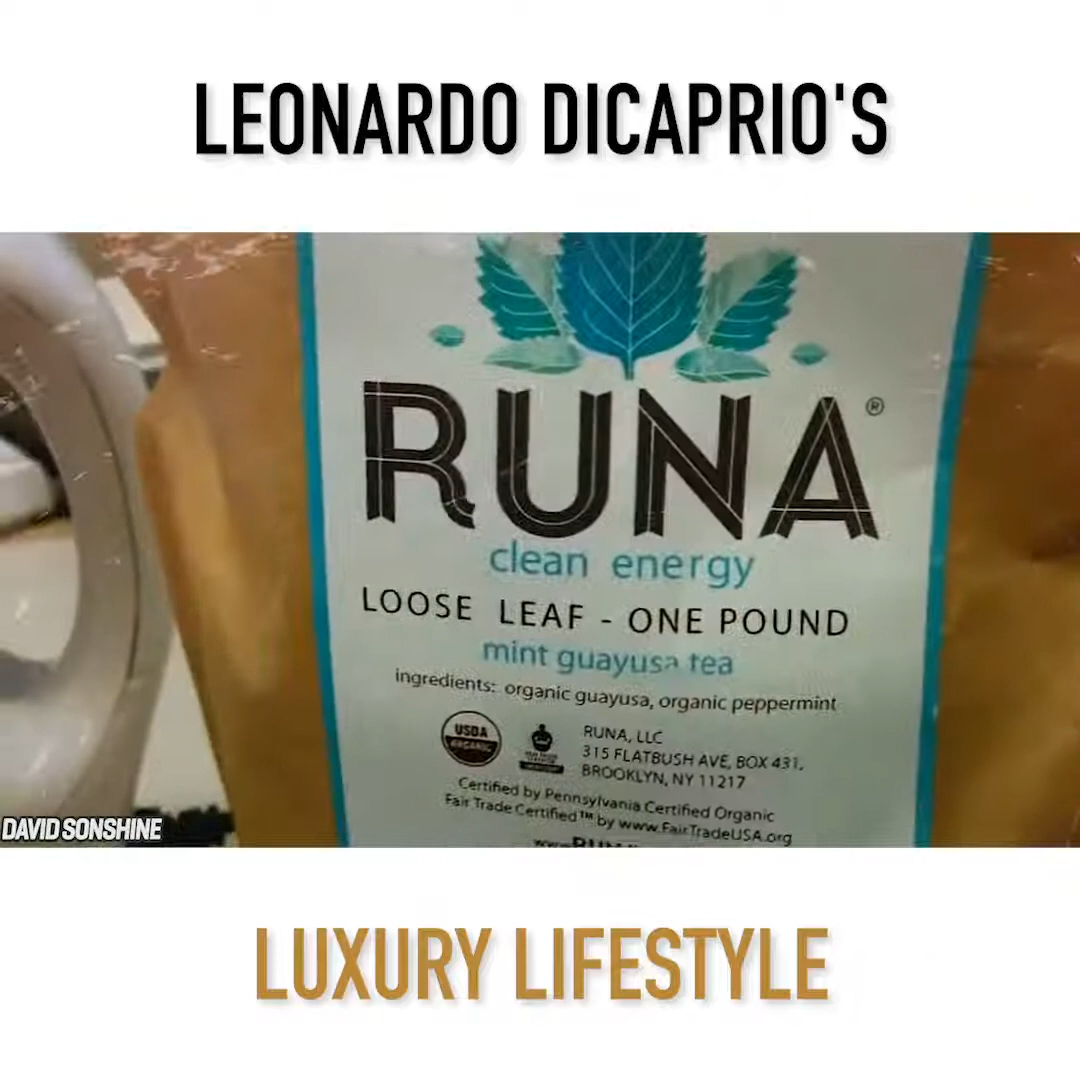 LEONARDO DICAPRIO'S
RUNA®
clean energy
LOOSE LEAF - ONE POUND
mint guayusa tea
ingredients: organic guayusa, organic peppermint
USDA
ORGANIC
RUNA, LLC
315 FLATBUSH AVE, BOX 431,
BROOKLYN, NY 11217
Certified by Pennsylvania Certified Organic
Fair Trade Certified™ by www.FairTradeUSA.org
DAVID SONSHINE
LUXURY LIFESTYLE